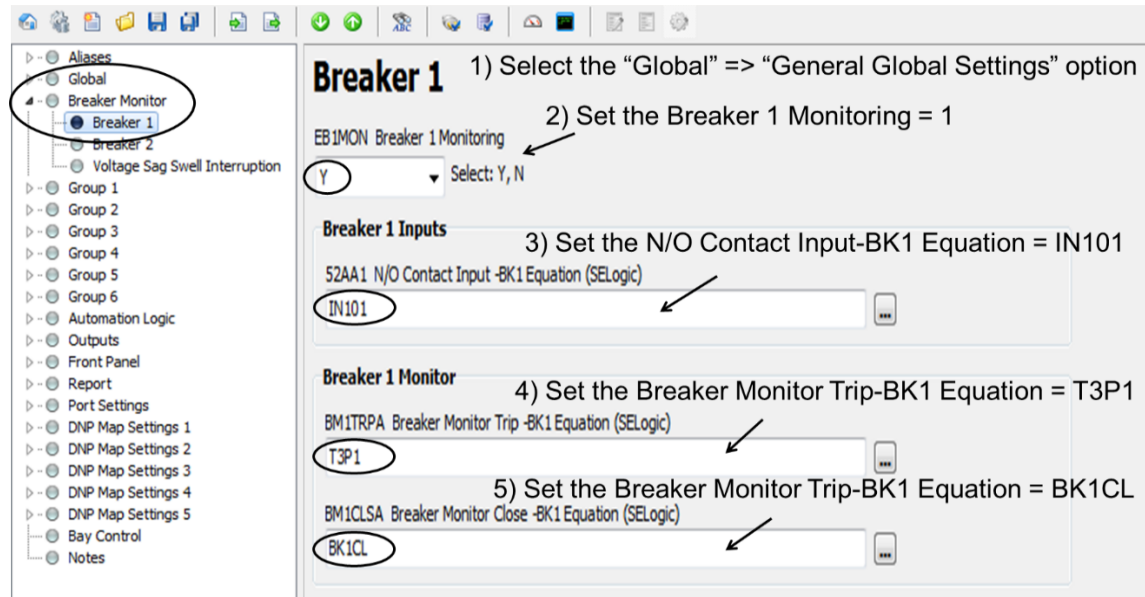 ABC
Aliases
Global
Breaker Monitor
Breaker 1
Breaker 2
Voltage Sag Swell Interruption
Group 1
Group 2
Group 3
Group 4
Group 5
Group 6
Automation Logic
Outputs
Front Panel
Report
Port Settings
DNP Map Settings 1
DNP Map Settings 2
DNP Map Settings 3
DNP Map Settings 4
DNP Map Settings 5
Bay Control
Notes
Breaker 1
1) Select the “Global” => “General Global Settings” option
2) Set the Breaker 1 Monitoring = 1
EB1MON Breaker 1 Monitoring
Y
Select: Y, N
Breaker 1 Inputs
3) Set the N/O Contact Input-BK1 Equation = IN101
52AA1 N/O Contact Input -BK1 Equation (SELogic)
IN101
...
Breaker 1 Monitor
4) Set the Breaker Monitor Trip-BK1 Equation = T3P1
BM1TRPA Breaker Monitor Trip -BK1 Equation (SELogic)
T3P1
...
5) Set the Breaker Monitor Trip-BK1 Equation = BK1CL
BM1CLSA Breaker Monitor Close -BK1 Equation (SELogic)
BK1CL
...